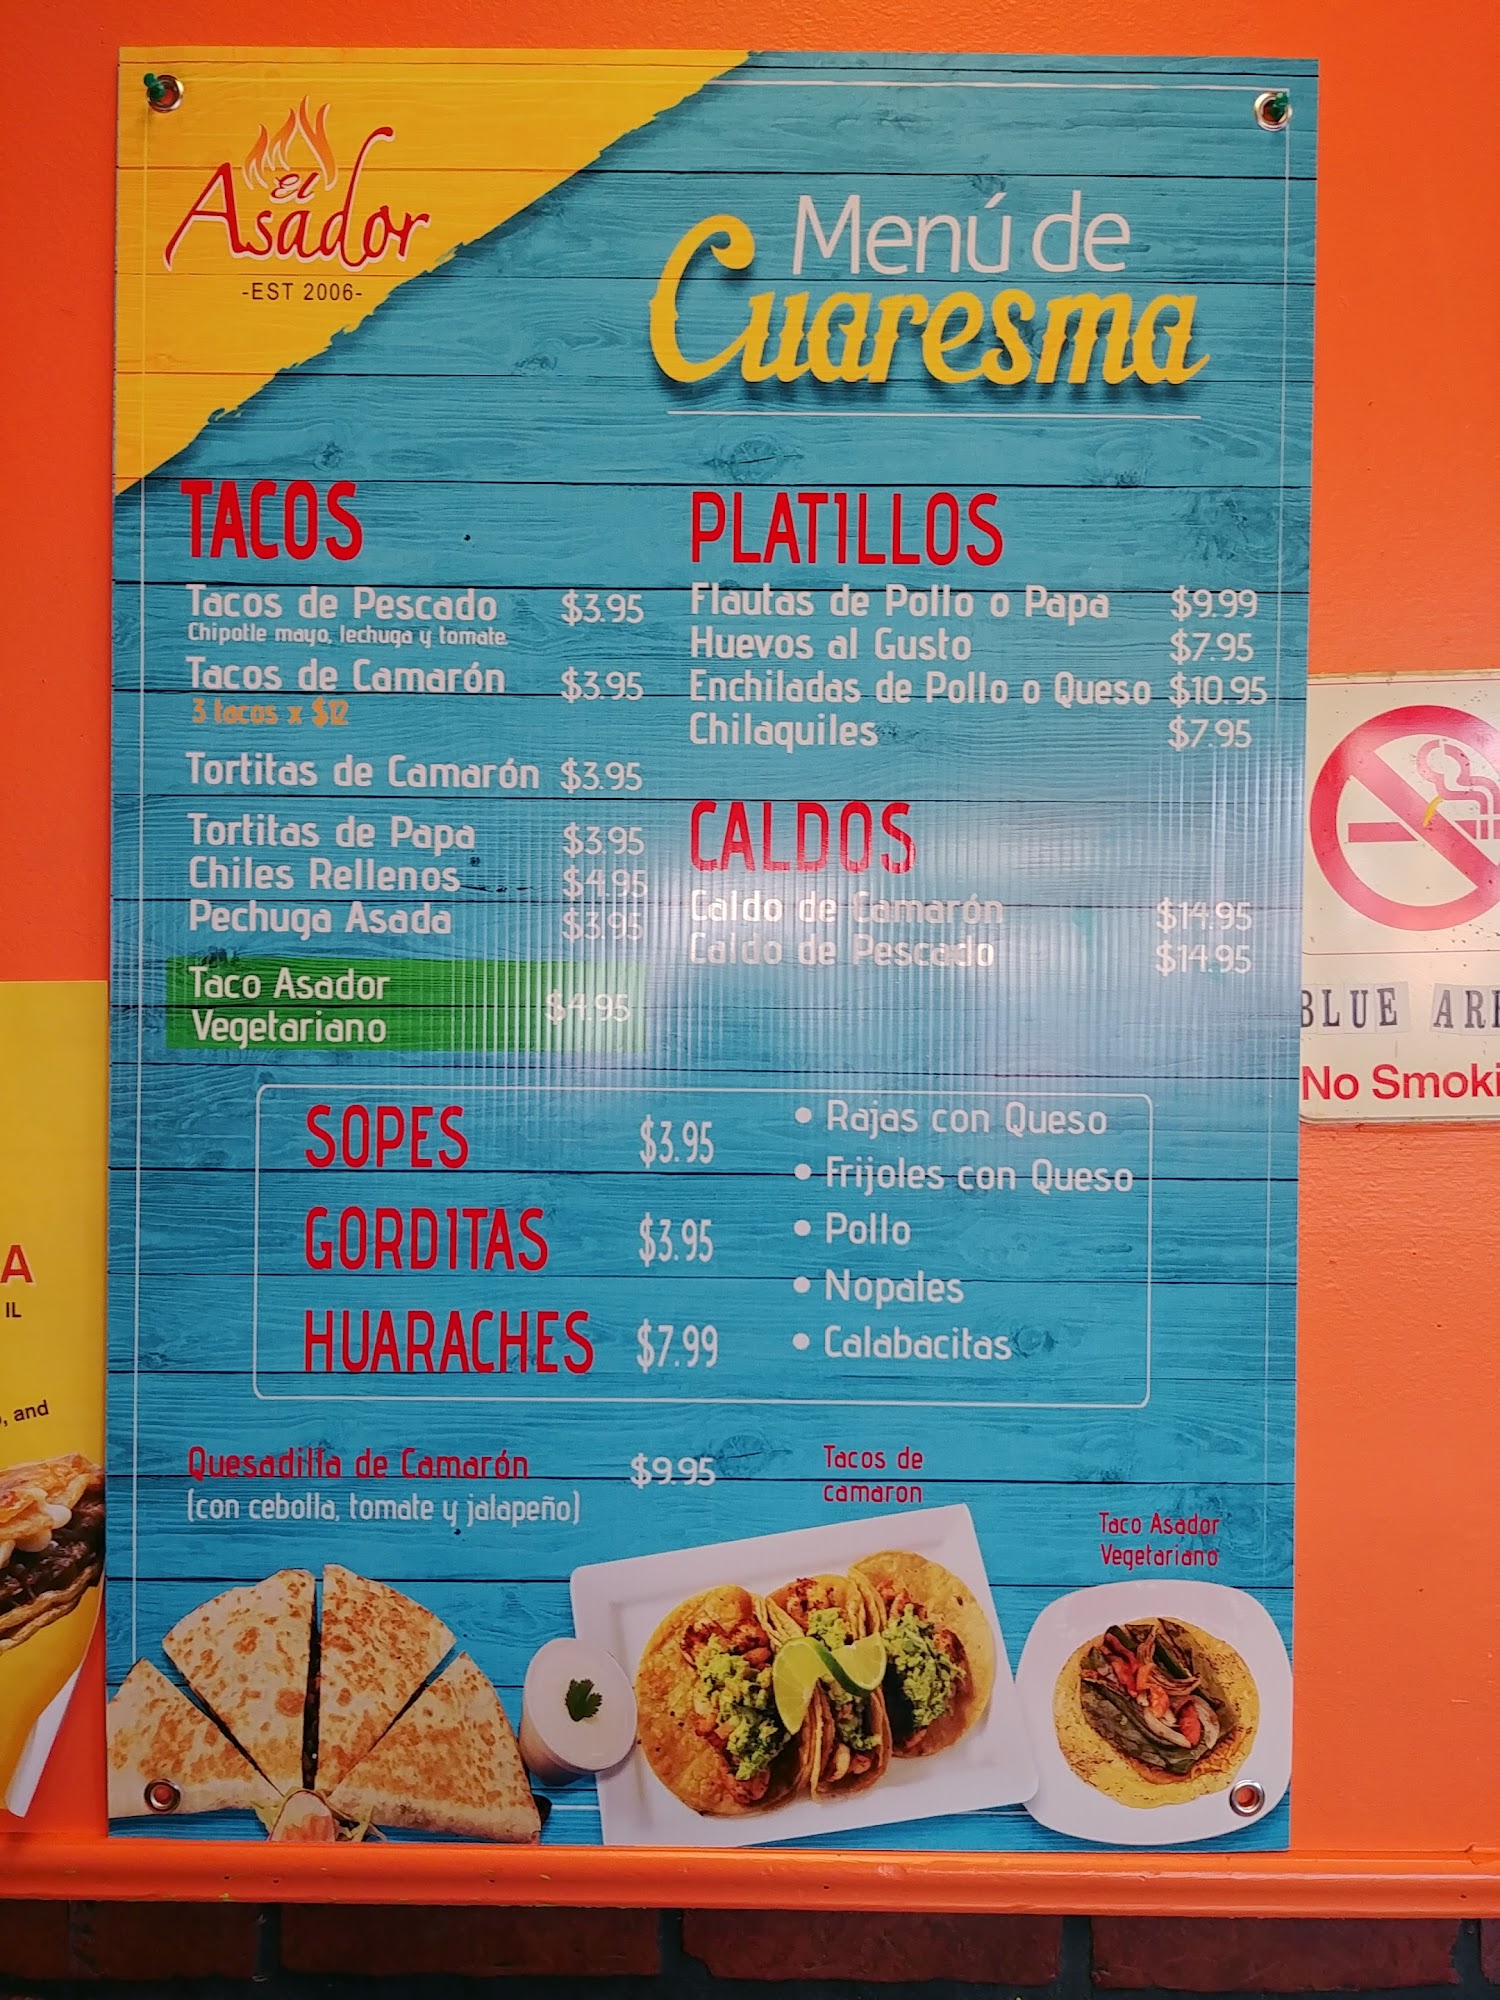 El
Asador
-EST 2006-
Menú de
Cuaresma
TACOS
Tacos de Pescado $3.95
Chipotle mayo, lechuga y tomate
Tacos de Camarón $3.95
3 tacos x $12
Tortitas de Camarón $3.95
Tortitas de Papa $3.95
Chiles Rellenos $4.95
Pechuga Asada $3.95
Taco Asador
Vegetariano $4.95
PLATILLOS
Flautas de Pollo o Papa $9.99
Huevos al Gusto $7.95
Enchiladas de Pollo o Queso $10.95
Chilaquiles $7.95
CALDOS
Caldo de Camarón $14.95
Caldo de Pescado $14.95
SOPES $3.95
GORDITAS $3.95
HUARACHES $7.99
• Rajas con Queso
• Frijoles con Queso
• Pollo
• Nopales
• Calabacitas
Quesadilla de Camarón $9.95
(con cebolla, tomate y jalapeño)
Tacos de
camaron
Taco Asador
Vegetariano
BLUE
No
A
IL
, and